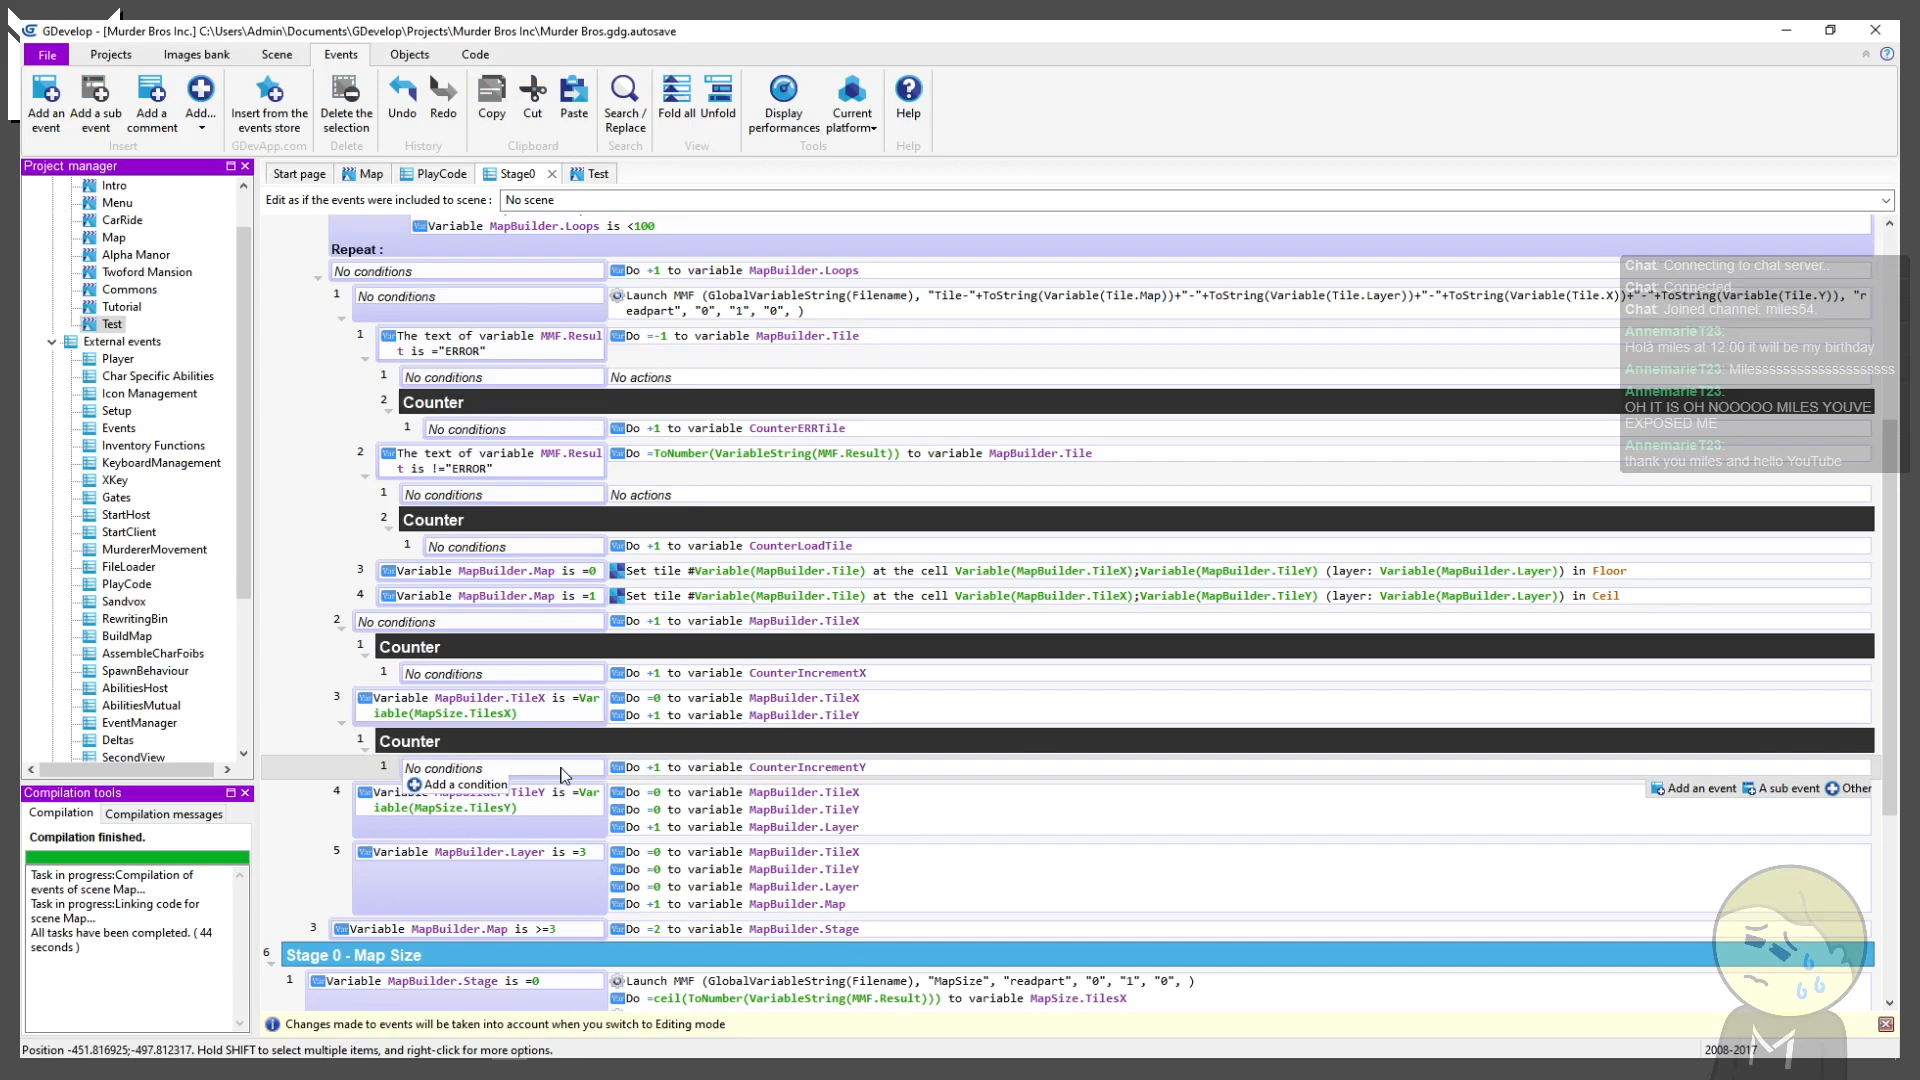 GDevelop - [Murder Bros Inc.] C:\Users\Admin\Documents\GDevelop\Projects\Murder Bros Inc\Murder Bros.gdg.autosave
File Projects Images bank Scene Events Objects Code
Add an event
Add a sub event
Add a comment
Add...
Insert from the events store
Delete the selection
Undo
Redo
Copy
Cut
Paste
Search / Replace
Fold all
Unfold
Display performances
Current platform
Help
Insert GDevApp.com Delete History Clipboard Search View Tools Help
Project manager
Intro
Menu
CarRide
Map
Alpha Manor
Twoford Mansion
Commons
Tutorial
Test
External events
Player
Char Specific Abilities
Icon Management
Setup
Events
Inventory Functions
KeyboardManagement
XKey
Gates
StartHost
StartClient
MurdererMovement
FileLoader
PlayCode
Sandvox
RewritingBin
BuildMap
AssembleCharFoibs
SpawnBehaviour
AbilitiesHost
AbilitiesMutual
EventManager
Deltas
SecondView
Compilation tools
Compilation Compilation messages
Compilation finished.
Task in progress:Compilation of
events of scene Map...
Task in progress:Linking code for
scene Map...
All tasks have been completed. ( 44
seconds )
Start page Map PlayCode Stage0 Test
Edit as if the events were included to scene : No scene
Variable MapBuilder.Loops is <100
Repeat :
No conditions Do +1 to variable MapBuilder.Loops
1 No conditions Launch MMF (GlobalVariableString(Filename), "Tile-"+ToString(Variable(Tile.Map))+"-"+ToString(Variable(Tile.Layer))+"-"+ToString(Variable(Tile.X))+"-"+ToString(Variable(Tile.Y)), "r
eadpart", "0", "1", "0", )
1 The text of variable MMF.Resul Do =-1 to variable MapBuilder.Tile
t is ="ERROR"
1 No conditions No actions
2 Counter
1 No conditions Do +1 to variable CounterERRTile
2 The text of variable MMF.Resul Do =ToNumber(VariableString(MMF.Result)) to variable MapBuilder.Tile
t is !="ERROR"
1 No conditions No actions
2 Counter
1 No conditions Do +1 to variable CounterLoadTile
3 Variable MapBuilder.Map is =0 Set tile #Variable(MapBuilder.Tile) at the cell Variable(MapBuilder.TileX);Variable(MapBuilder.TileY) (layer: Variable(MapBuilder.Layer)) in Floor
4 Variable MapBuilder.Map is =1 Set tile #Variable(MapBuilder.Tile) at the cell Variable(MapBuilder.TileX);Variable(MapBuilder.TileY) (layer: Variable(MapBuilder.Layer)) in Ceil
2 No conditions Do +1 to variable MapBuilder.TileX
1 Counter
1 No conditions Do +1 to variable CounterIncrementX
3 Variable MapBuilder.TileX is =Var Do =0 to variable MapBuilder.TileX
iable(MapSize.TilesX) Do +1 to variable MapBuilder.TileY
1 Counter
1 No conditions Do +1 to variable CounterIncrementY
Add a condition
Add an event A sub event Other
4 TileY is =Var Do =0 to variable MapBuilder.TileX
iable(MapSize.TilesY) Do =0 to variable MapBuilder.TileY
Do +1 to variable MapBuilder.Layer
5 Variable MapBuilder.Layer is =3 Do =0 to variable MapBuilder.TileX
Do =0 to variable MapBuilder.TileY
Do =0 to variable MapBuilder.Layer
Do +1 to variable MapBuilder.Map
3 Variable MapBuilder.Map is >=3 Do =2 to variable MapBuilder.Stage
6 Stage 0 - Map Size
1 Variable MapBuilder.Stage is =0 Launch MMF (GlobalVariableString(Filename), "MapSize", "readpart", "0", "1", "0", )
Do =ceil(ToNumber(VariableString(MMF.Result))) to variable MapSize.TilesX
Changes made to events will be taken into account when you switch to Editing mode
Chat: Connecting to chat server..
Chat: Connected.
Chat: Joined channel: miles54.
AnnemarieT23:
Holà miles at 12.00 it will be my birthday
AnnemarieT23: Milesssssssssssssssssss
AnnemarieT23:
OH IT IS OH NOOOOO MILES YOUVE
EXPOSED ME
AnnemarieT23:
thank you miles and hello YouTube
Position -451.816925;-497.812317. Hold SHIFT to select multiple items, and right-click for more options.
2008-2017